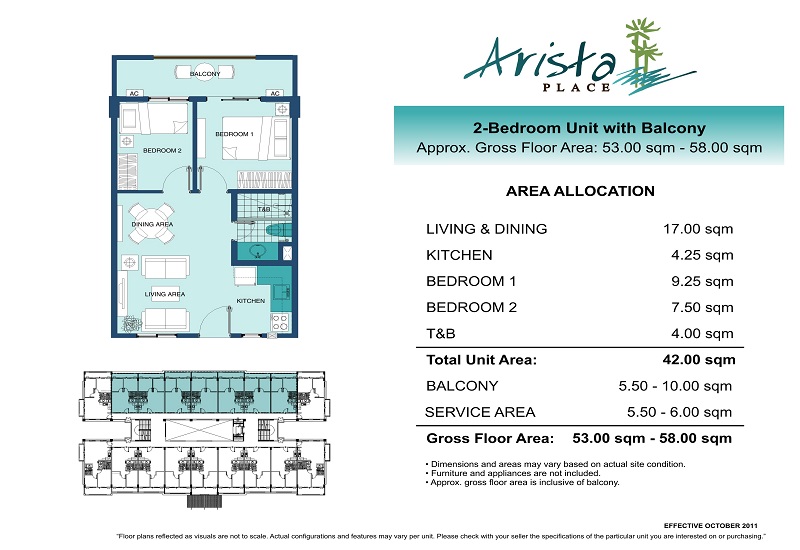 Arista
PLACE
2-Bedroom Unit with Balcony
Approx. Gross Floor Area: 53.00 sqm - 58.00 sqm
BALCONY
AC AC
BEDROOM 1
BEDROOM 2
T&B
DINING AREA
LIVING AREA
KITCHEN
AREA ALLOCATION
LIVING & DINING 17.00 sqm
KITCHEN 4.25 sqm
BEDROOM 1 9.25 sqm
BEDROOM 2 7.50 sqm
T&B 4.00 sqm
Total Unit Area: 42.00 sqm
BALCONY 5.50 - 10.00 sqm
SERVICE AREA 5.50 - 6.00 sqm
Gross Floor Area: 53.00 sqm - 58.00 sqm
• Dimensions and areas may vary based on actual site condition.
• Furniture and appliances are not included.
• Approx. gross floor area is inclusive of balcony.
EFFECTIVE OCTOBER 2011
"Floor plans reflected as visuals are not to scale. Actual configurations and features may vary per unit. Please check with your seller the specifications of the particular unit you are interested on or purchasing."